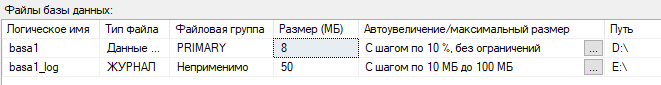 Файлы базы данных:
Логическое имя Тип файла Файловая группа Размер (МБ) Автоувеличение/максимальный размер Путь
basa1 Данные ... PRIMARY 8 С шагом по 10 %, без ограничений ... D:\
basa1_log ЖУРНАЛ Неприменимо 50 С шагом по 10 МБ до 100 МБ ... E:\